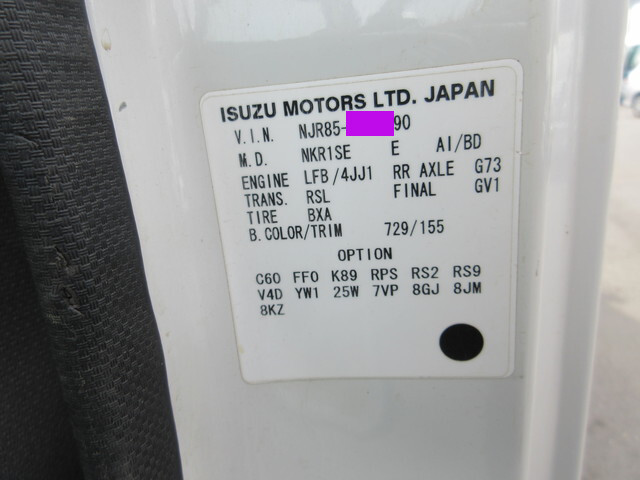 ISUZU MOTORS LTD. JAPAN
V.I.N. NJR85- 90
M.D. NKR1SE E AI/BD
ENGINE LFB/4JJ1 RR AXLE G73
TRANS. RSL FINAL GV1
TIRE BXA
B.COLOR/TRIM 729/155
OPTION
C60 FF0 K89 RPS RS2 RS9
V4D YW1 25W 7VP 8GJ 8JM
8KZ